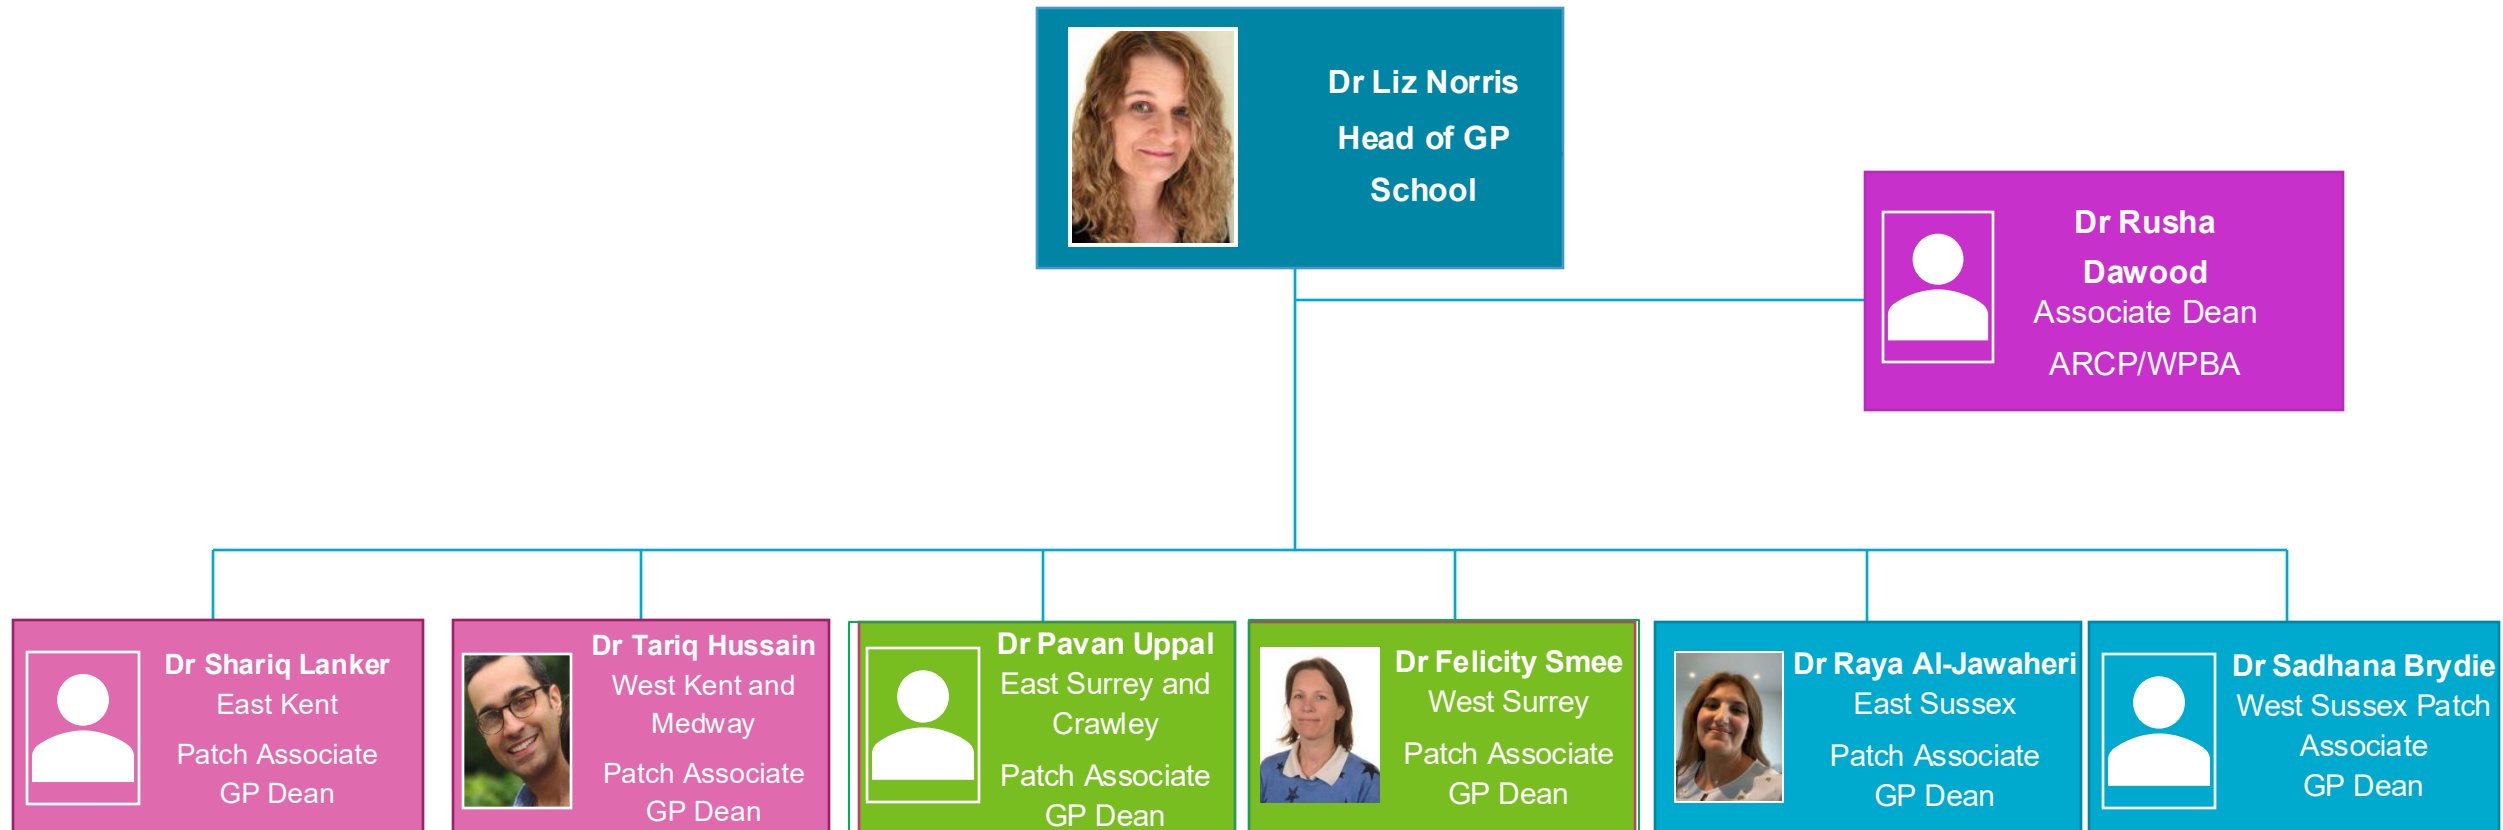 Dr Liz Norris
Head of GP
School
Dr Rusha
Dawood
Associate Dean
ARCP/WPBA
Dr Shariq Lanker
East Kent
Patch Associate
GP Dean
Dr Tariq Hussain
West Kent and
Medway
Patch Associate
GP Dean
Dr Pavan Uppal
East Surrey and
Crawley
Patch Associate
GP Dean
Dr Felicity Smee
West Surrey
Patch Associate
GP Dean
Dr Raya Al-Jawaheri
East Sussex
Patch Associate
GP Dean
Dr Sadhana Brydie
West Sussex Patch
Associate
GP Dean